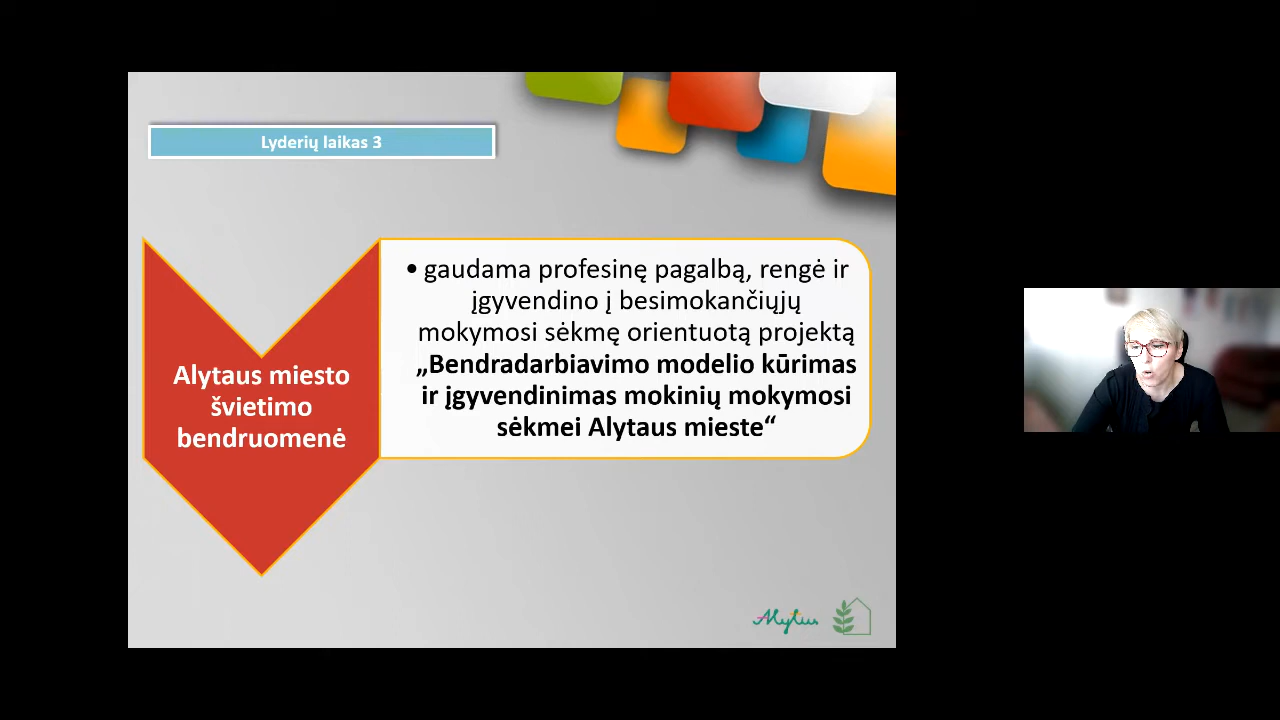 Lyderių laikas 3
Alytaus miesto
švietimo
bendruomenė
• gaudama profesinę pagalbą, rengė ir
įgyvendino į besimokančiųjų
mokymosi sėkmę orientuotą projektą
„Bendradarbiavimo modelio kūrimas
ir įgyvendinimas mokinių mokymosi
sėkmei Alytaus mieste“
Alytus